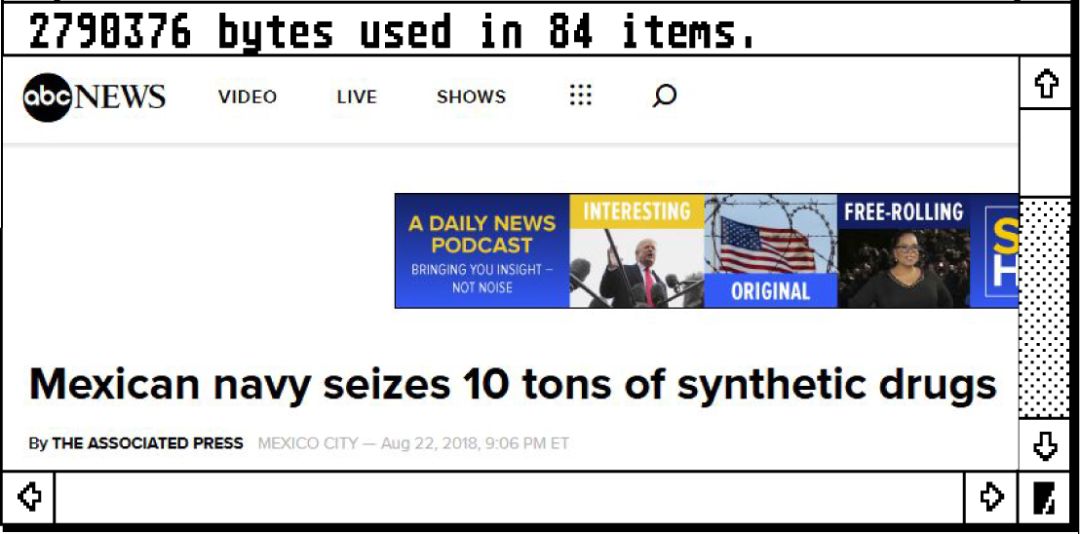 2790376 bytes used in 84 items.
abc NEWS VIDEO LIVE SHOWS
A DAILY NEWS
PODCAST
BRINGING YOU INSIGHT –
NOT NOISE
INTERESTING
ORIGINAL
FREE-ROLLING
S
H
Mexican navy seizes 10 tons of synthetic drugs
By THE ASSOCIATED PRESS MEXICO CITY — Aug 22, 2018, 9:06 PM ET